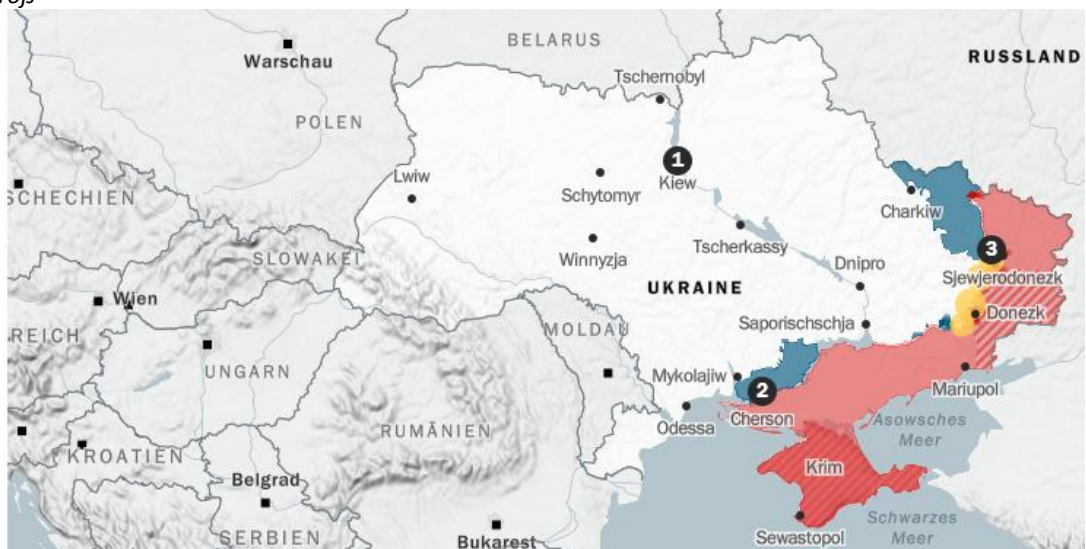 BELARUS
RUSSLAND
Warschau
Tschernobyl
POLEN
1
Kiew
Lwiw
Schytomyr
SCHECHIEN
Charkiw
Tscherkassy
3
Winnyzja
SLOWAKEI
Dnipro
Sjewjerodonezk
UKRAINE
Wien
Donezk
REICH
MOLDAU
Saporischschja
UNGARN
Mykolajiw
Mariupol
2
Cherson
Odessa
Asowsches
Meer
RUMÄNIEN
KROATIEN
Krim
Belgrad
Schwarzes
Meer
SERBIEN
Bukarest
Sewastopol